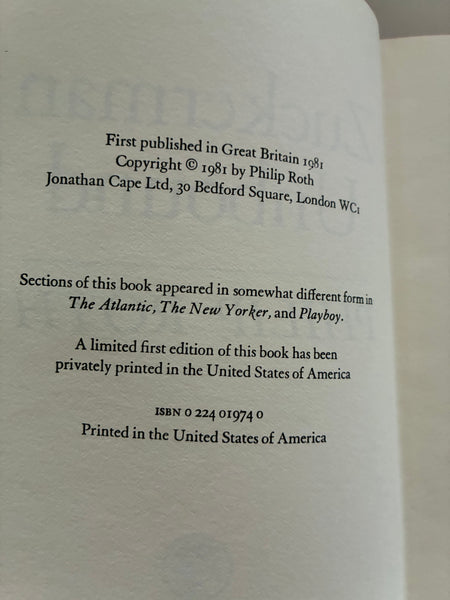 First published in Great Britain 1981
Copyright © 1981 by Philip Roth
Jonathan Cape Ltd, 30 Bedford Square, London WC1
Sections of this book appeared in somewhat different form in
The Atlantic, The New Yorker, and Playboy.
A limited first edition of this book has been
privately printed in the United States of America
ISBN 0 224 01974 0
Printed in the United States of America